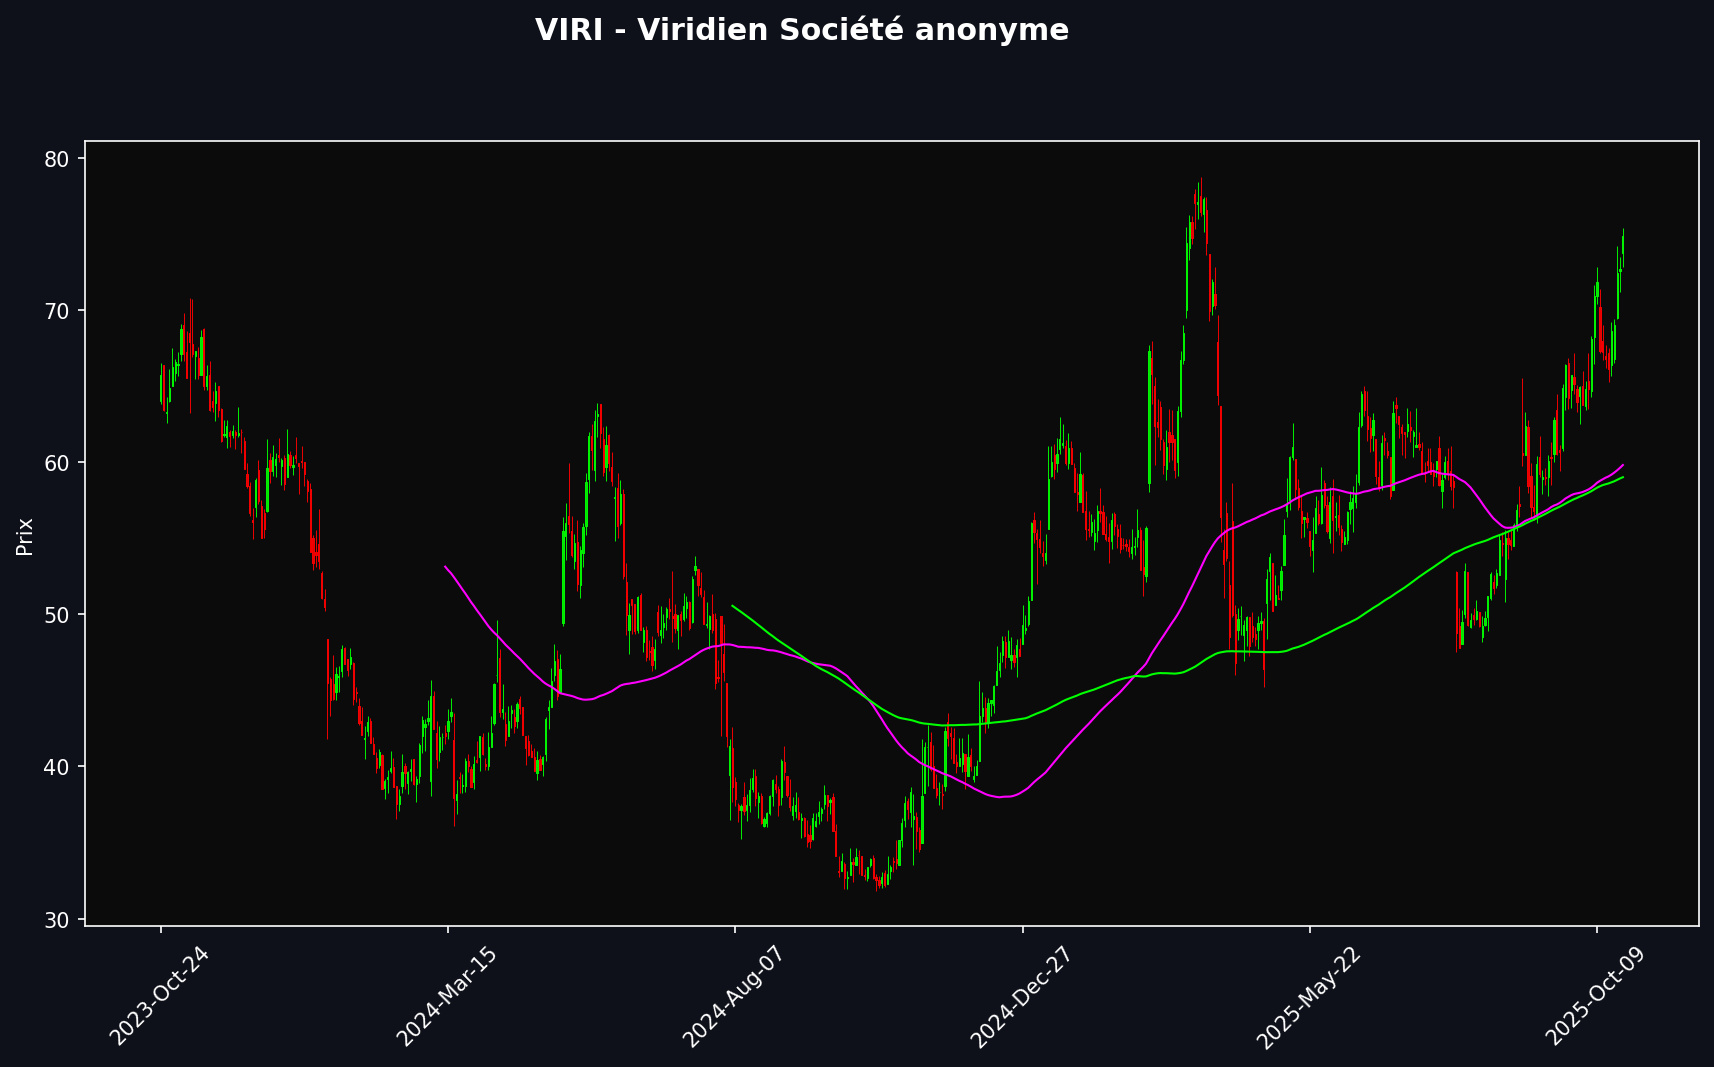 VIRI - Viridien Société anonyme
80
70
60
50
40
30
Prix
2023-Oct-24
2024-Mar-15
2024-Aug-07
2024-Dec-27
2025-May-22
2025-Oct-09